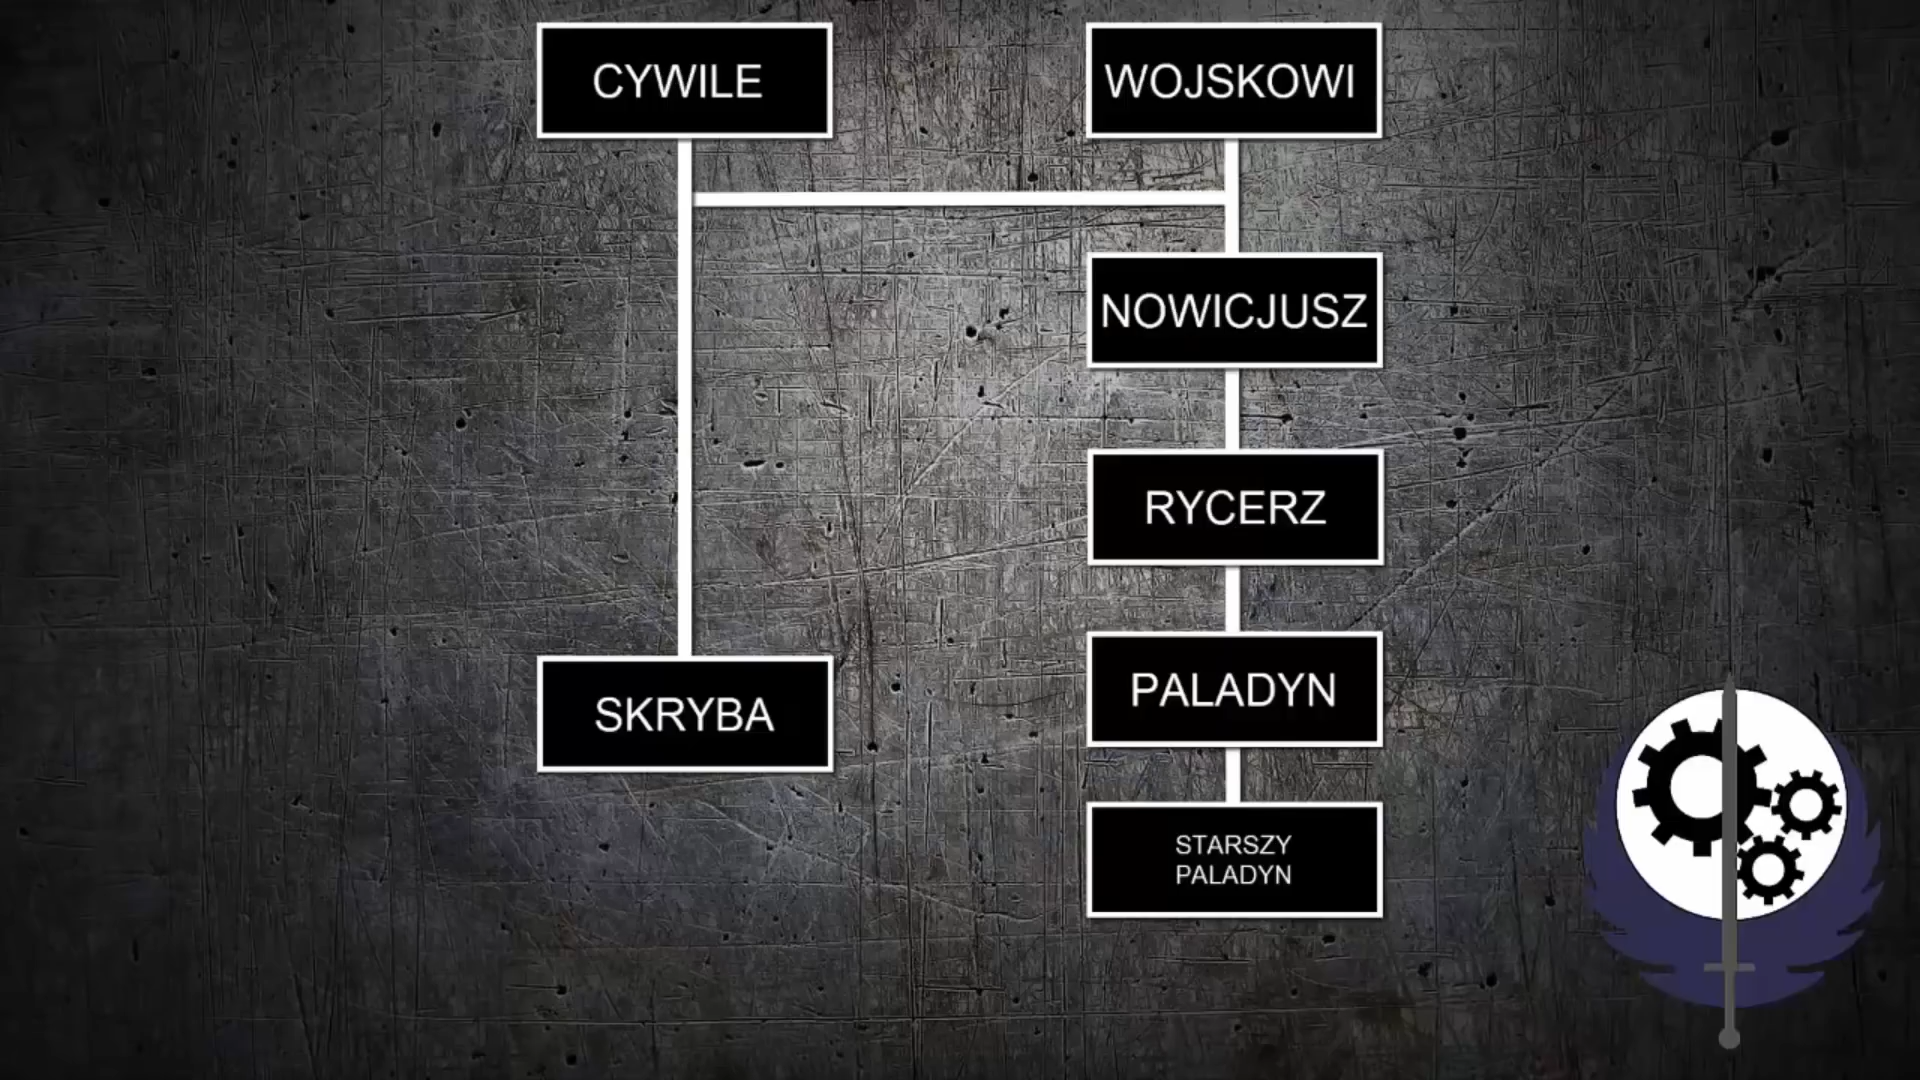 CYWILE
WOJSKOWI
NOWICJUSZ
RYCERZ
PALADYN
SKRYBA
STARSZY
PALADYN